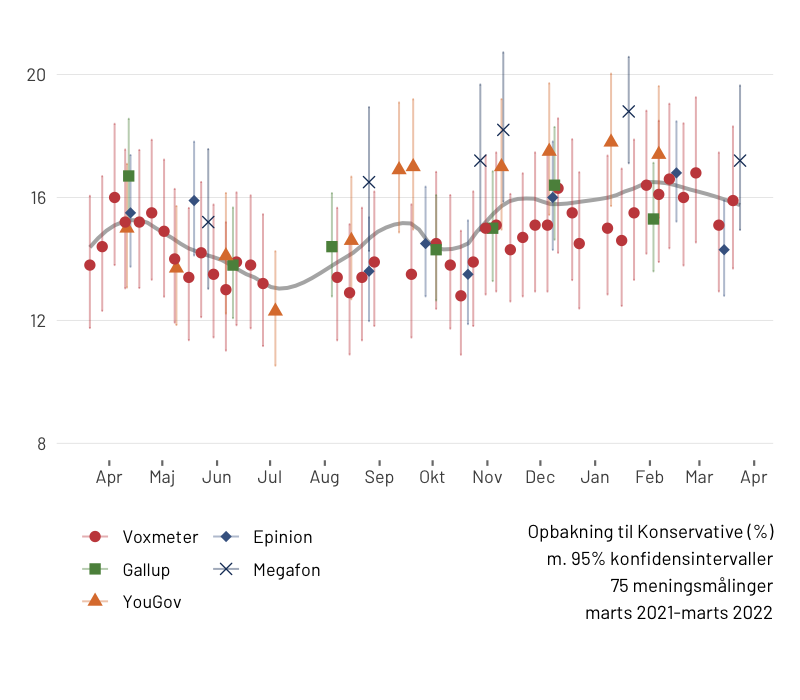 20
16
12
8
Apr Maj Jun Jul Aug Sep Okt Nov Dec Jan Feb Mar Apr
Voxmeter Epinion
Gallup Megafon
YouGov
Opbakning til Konservative (%)
m. 95% konfidensintervaller
75 meningsmålinger
marts 2021-marts 2022